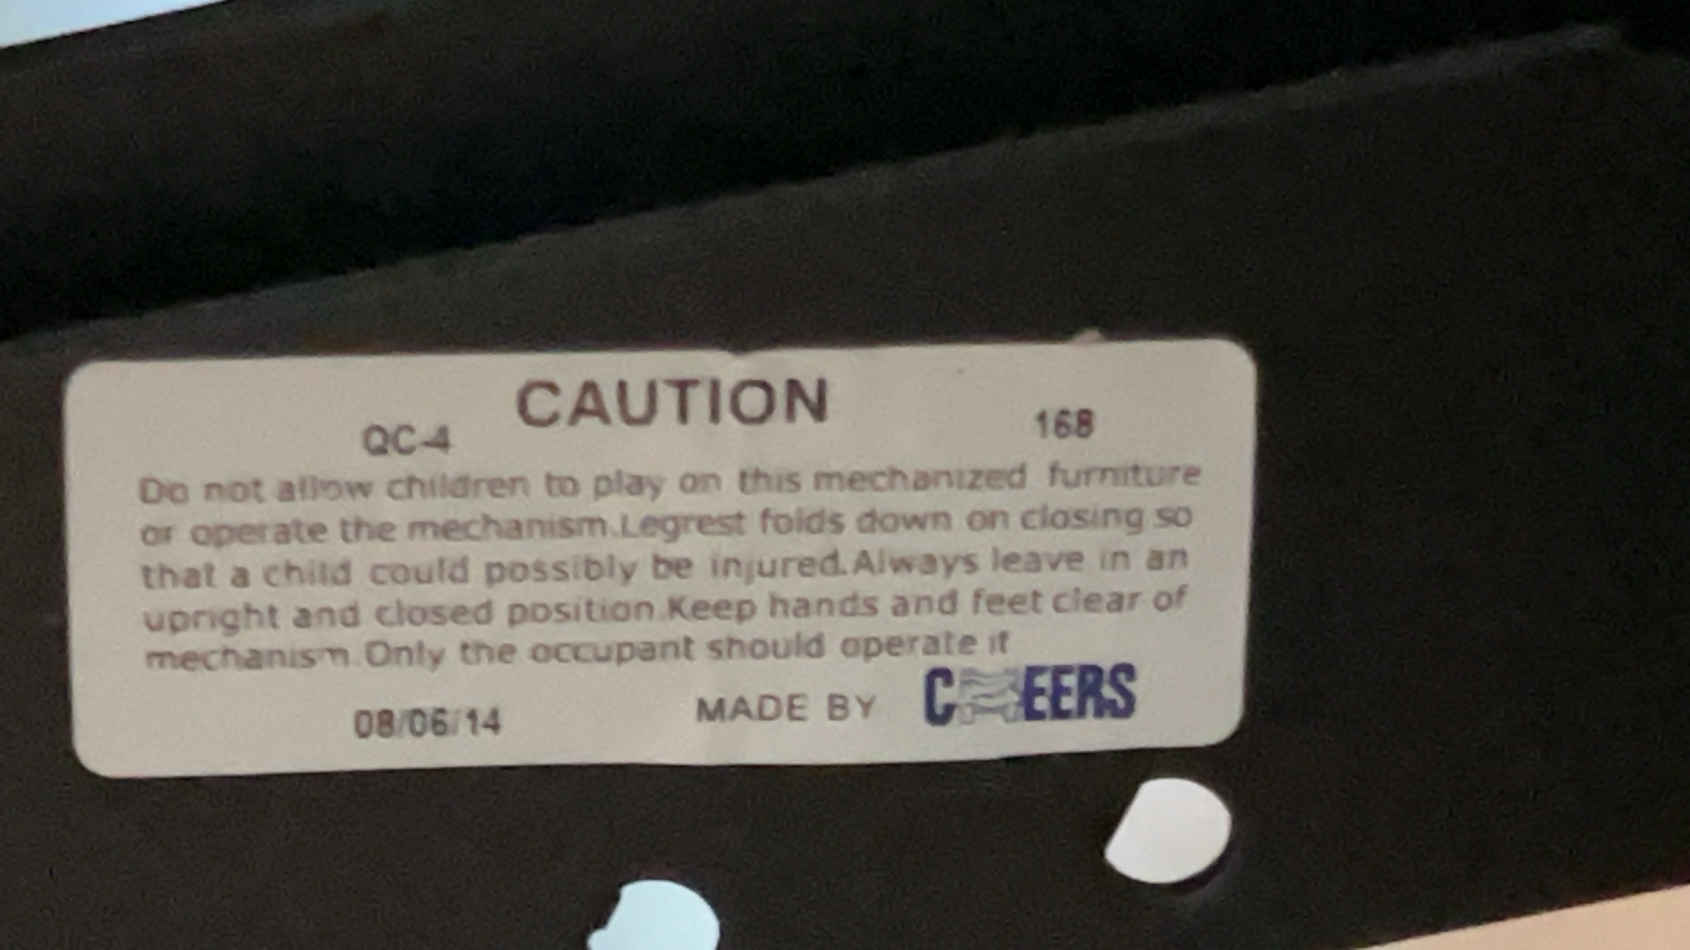 CAUTION
QC-4 168
Do not allow children to play on this mechanized furniture
or operate the mechanism.Legrest folds down on closing so
that a child could possibly be injured.Always leave in an
upright and closed position.Keep hands and feet clear of
mechanism.Only the occupant should operate it
08/06/14 MADE BY CHEERS